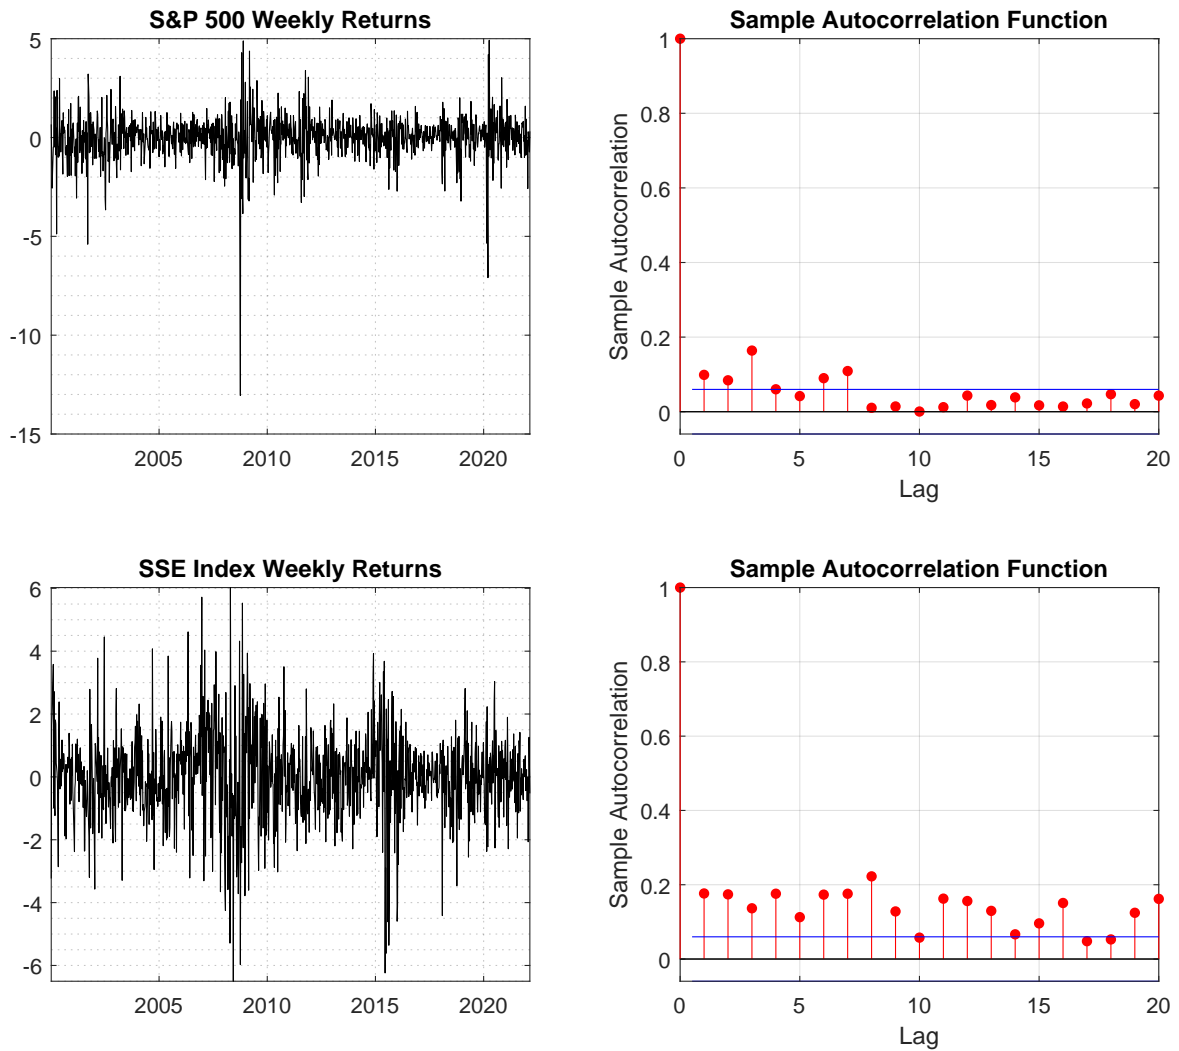 S&P 500 Weekly Returns
5
0
-5
-10
-15
2005 2010 2015 2020
Sample Autocorrelation Function
Sample Autocorrelation
1
0.8
0.6
0.4
0.2
0
0 5 10 15 20
Lag
SSE Index Weekly Returns
6
4
2
0
-2
-4
-6
2005 2010 2015 2020
Sample Autocorrelation Function
Sample Autocorrelation
1
0.8
0.6
0.4
0.2
0
0 5 10 15 20
Lag